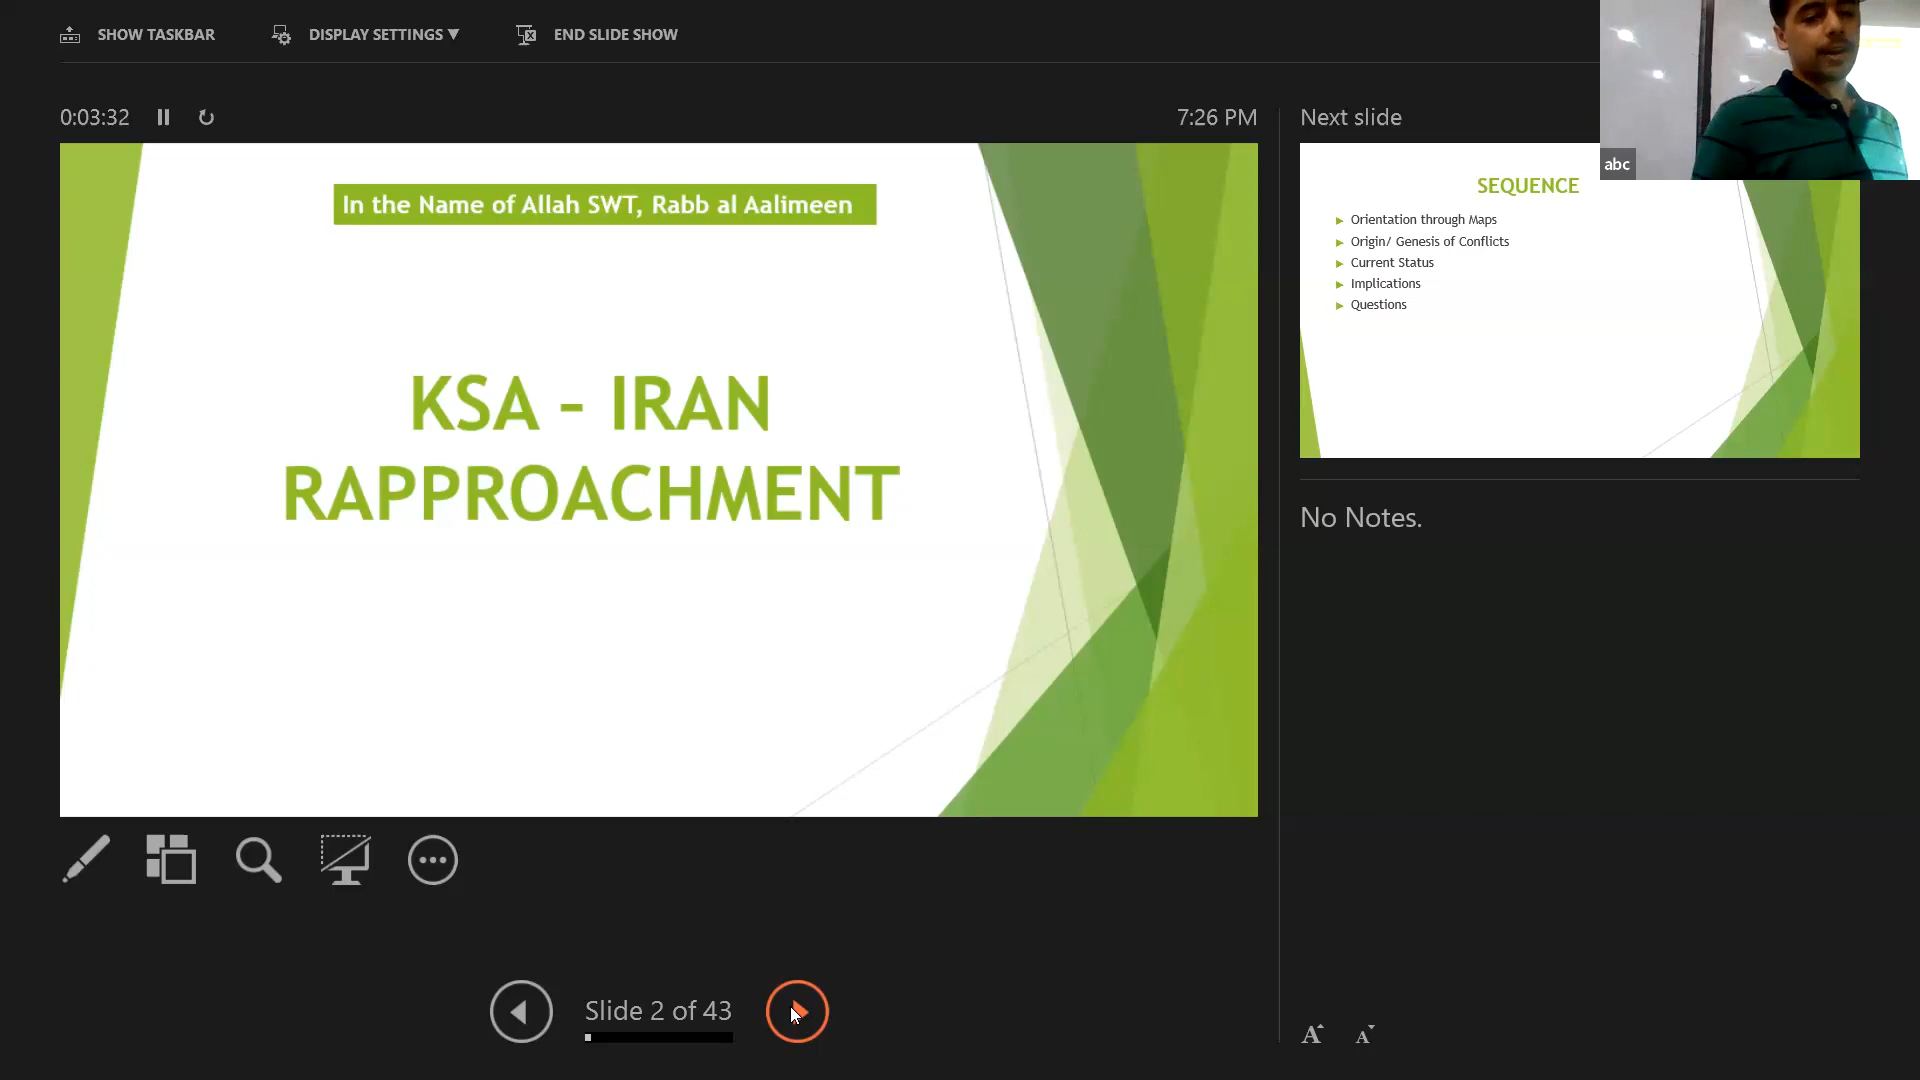 SHOW TASKBAR
DISPLAY SETTINGS ▼
END SLIDE SHOW
0:03:32
7:26 PM
Next slide
abc
In the Name of Allah SWT, Rabb al Aalimeen
KSA – IRAN
RAPPROACHMENT
SEQUENCE
Orientation through Maps
Origin/ Genesis of Conflicts
Current Status
Implications
Questions
No Notes.
Slide 2 of 43
A A